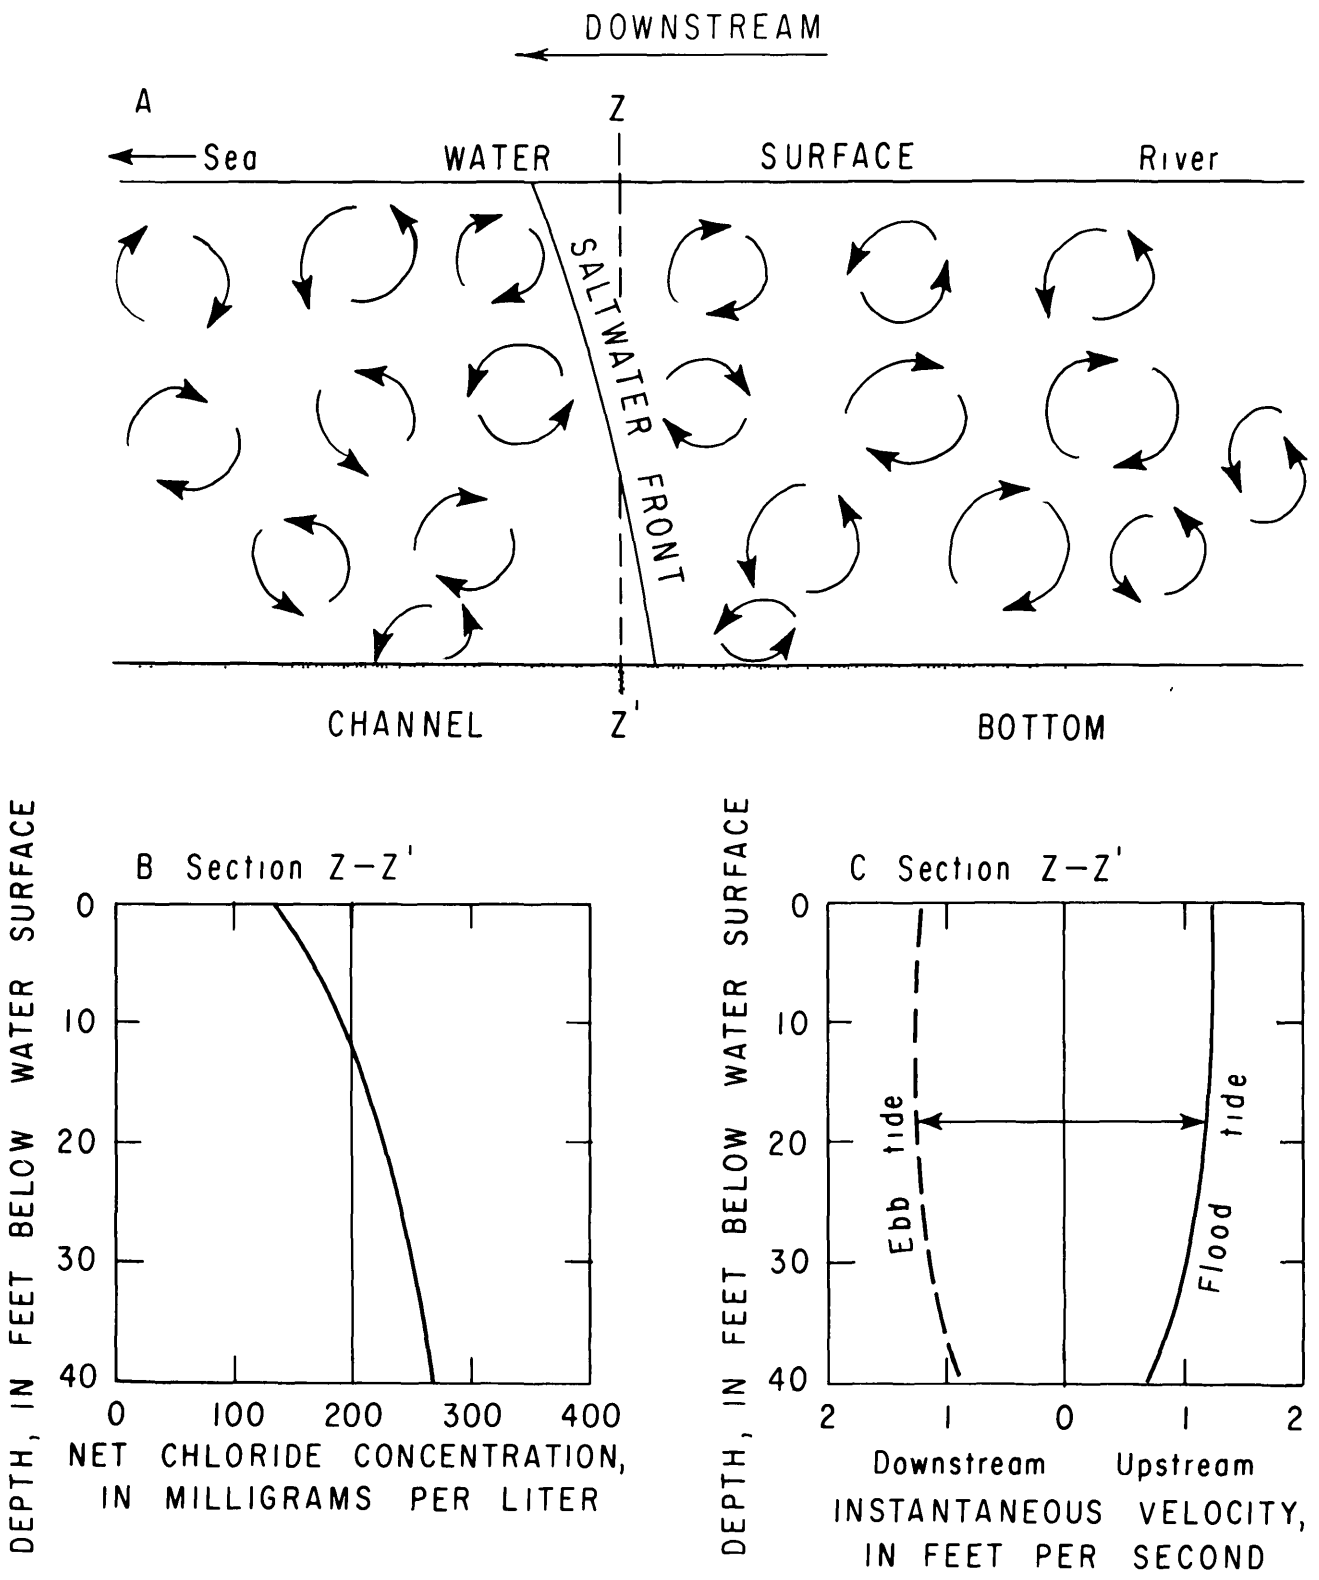 DOWNSTREAM
A
Z
Sea WATER SURFACE River
SALTWATER FRONT
CHANNEL Z' BOTTOM
B Section Z-Z'
DEPTH, IN FEET BELOW WATER SURFACE
0
10
20
30
40
0 100 200 300 400
NET CHLORIDE CONCENTRATION,
IN MILLIGRAMS PER LITER
C Section Z-Z'
DEPTH, IN FEET BELOW WATER SURFACE
0
10
20
30
40
Ebb tide
Flood tide
2 1 0 1 2
Downstream Upstream
INSTANTANEOUS VELOCITY,
IN FEET PER SECOND